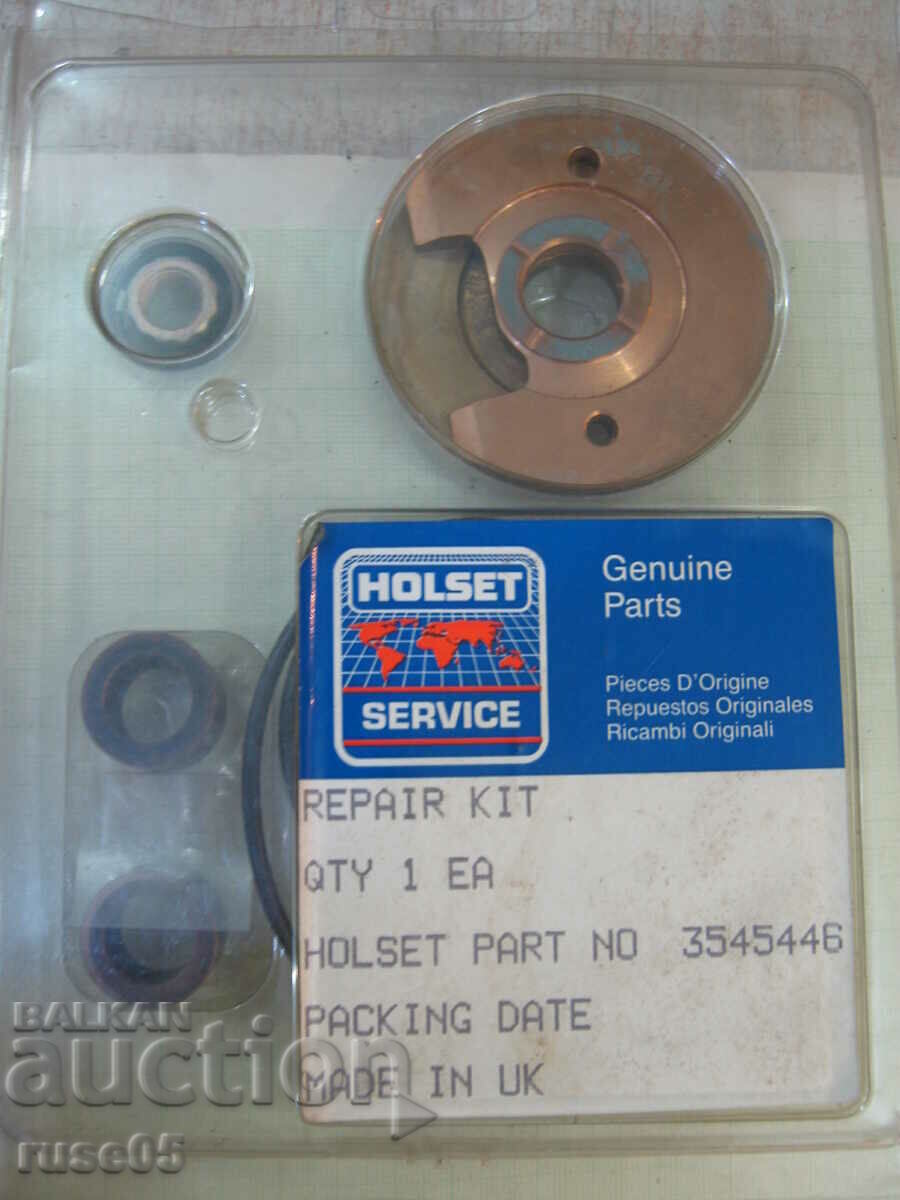 HOLSET
SERVICE
Genuine
Parts
Pieces D'Origine
Repuestos Originales
Ricambi Originali
REPAIR KIT
QTY 1 EA
HOLSET PART NO 3545446
PACKING DATE
MADE IN UK
BALKAN
auction
ruse05